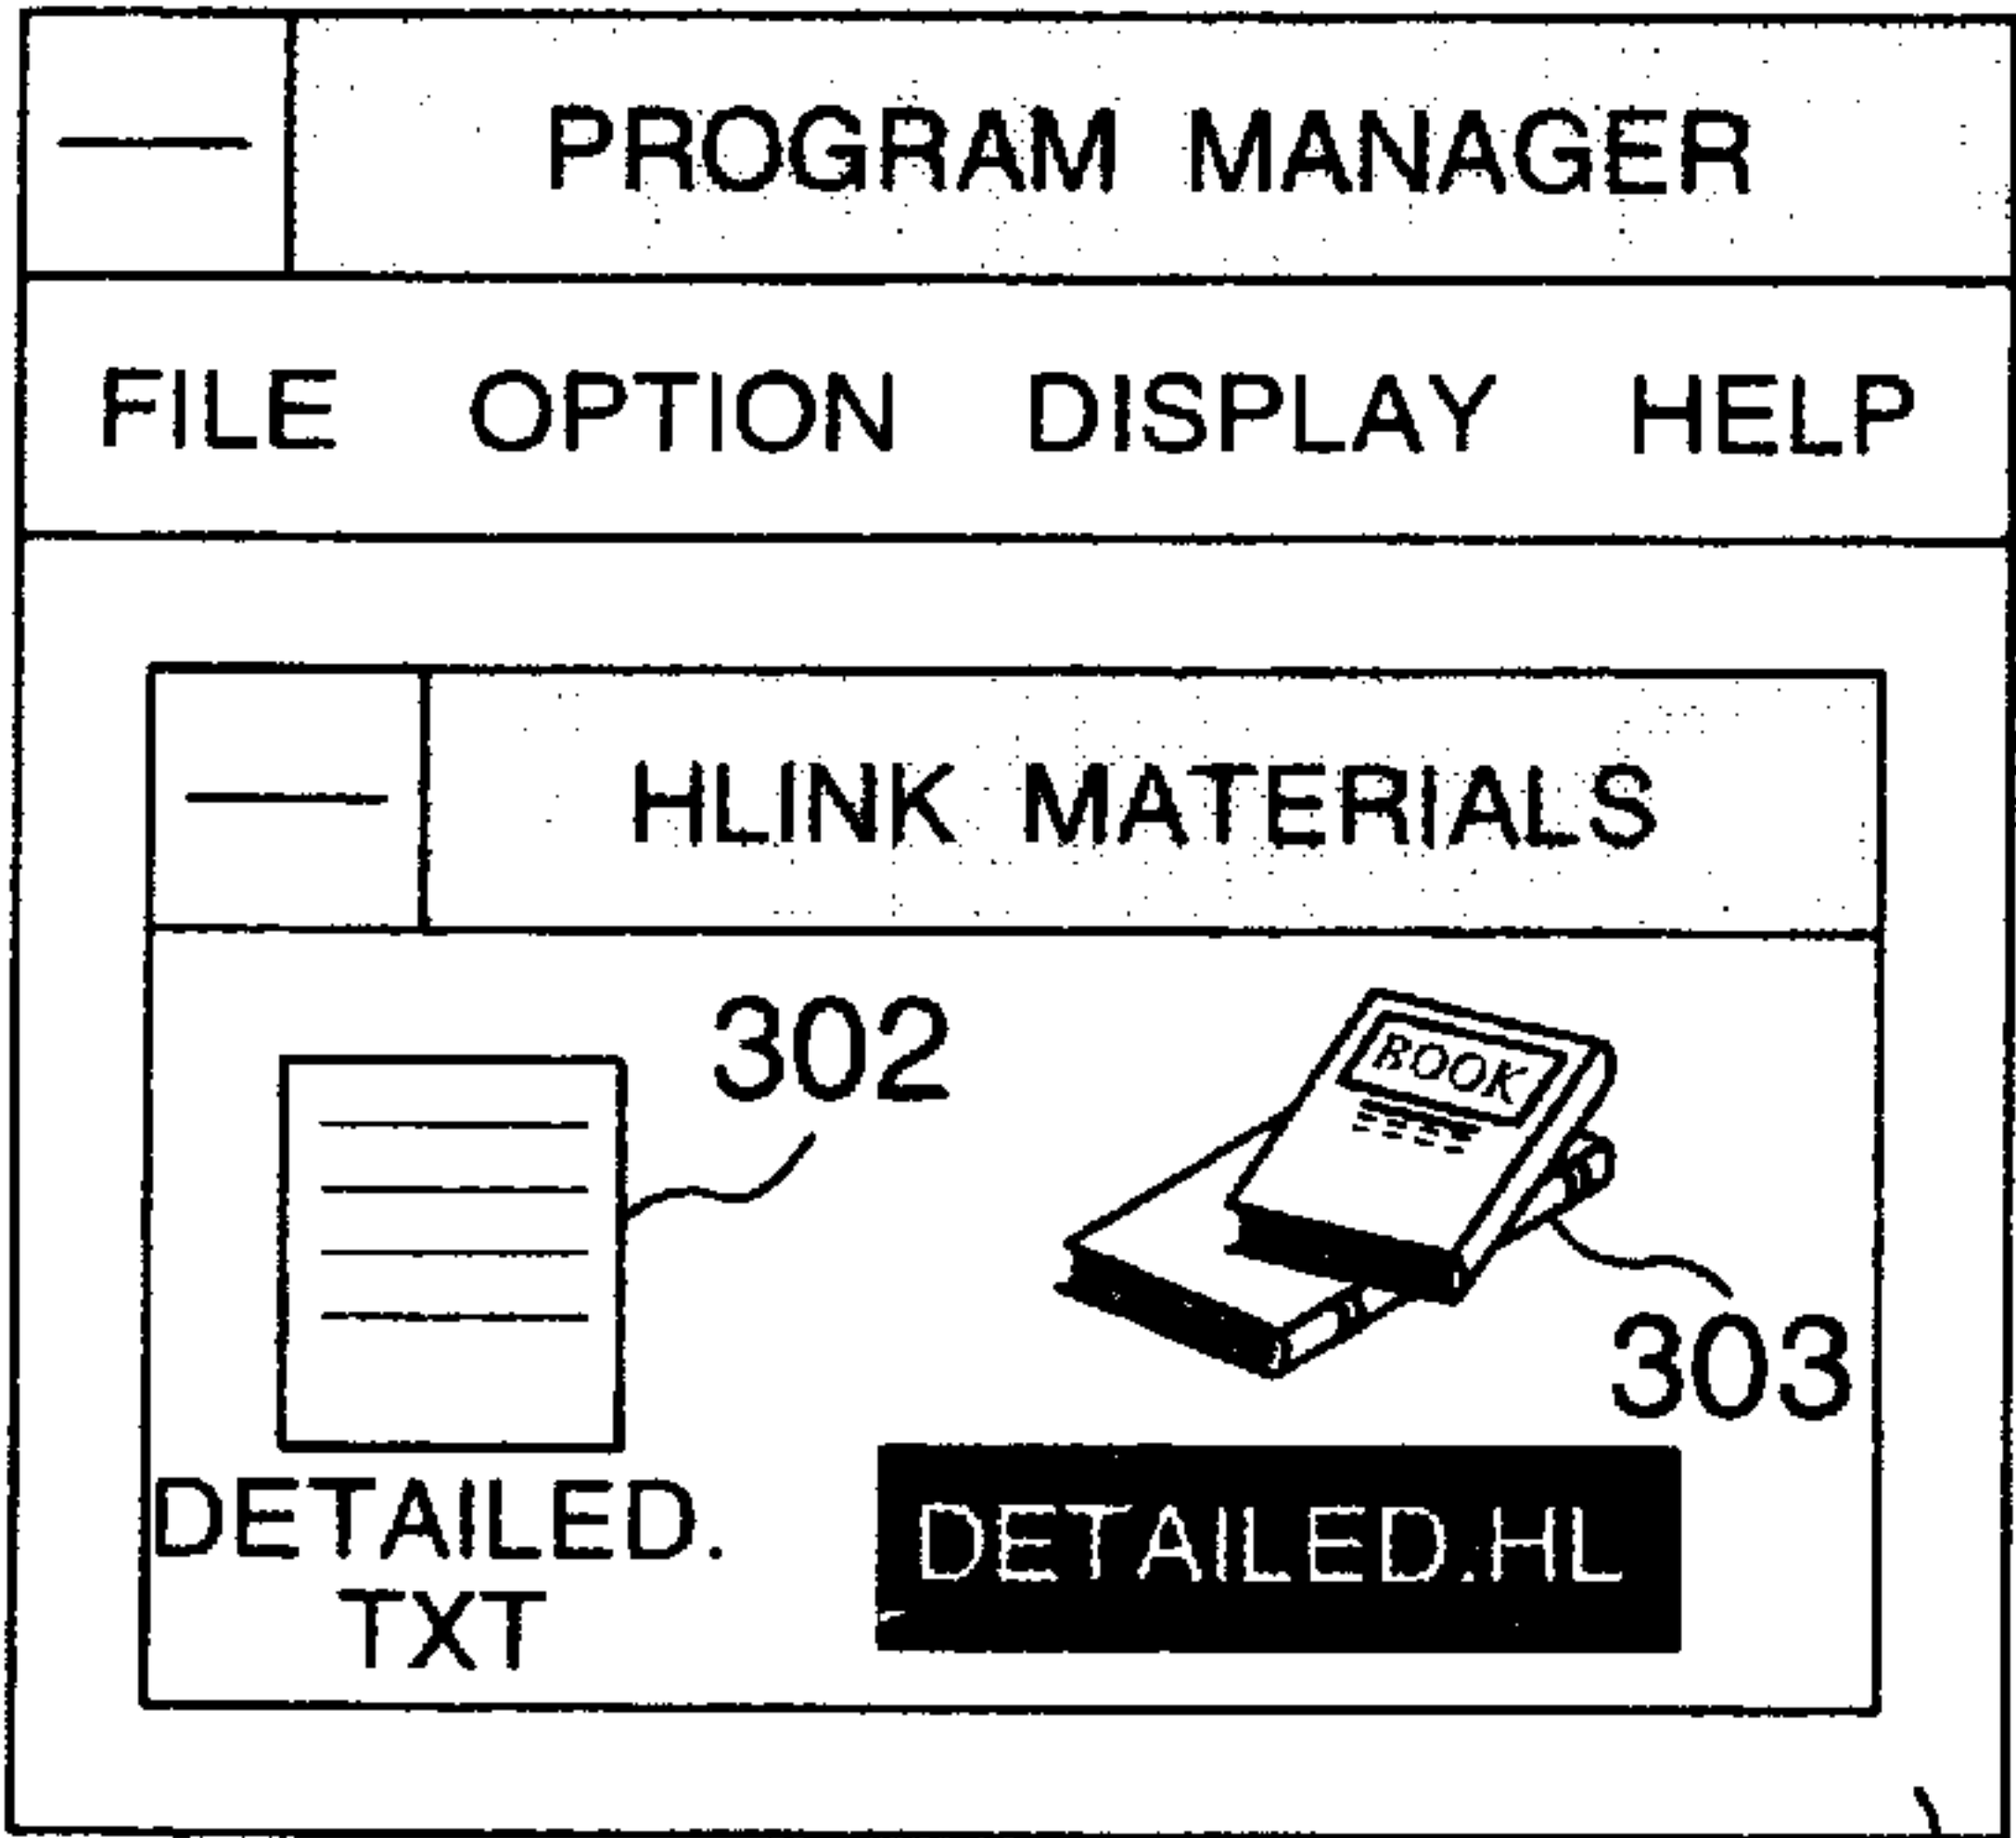 PROGRAM MANAGER
FILE OPTION DISPLAY HELP
HLINK MATERIALS
302
BOOK
303
DETAILED.
TXT
DETAILED.HL